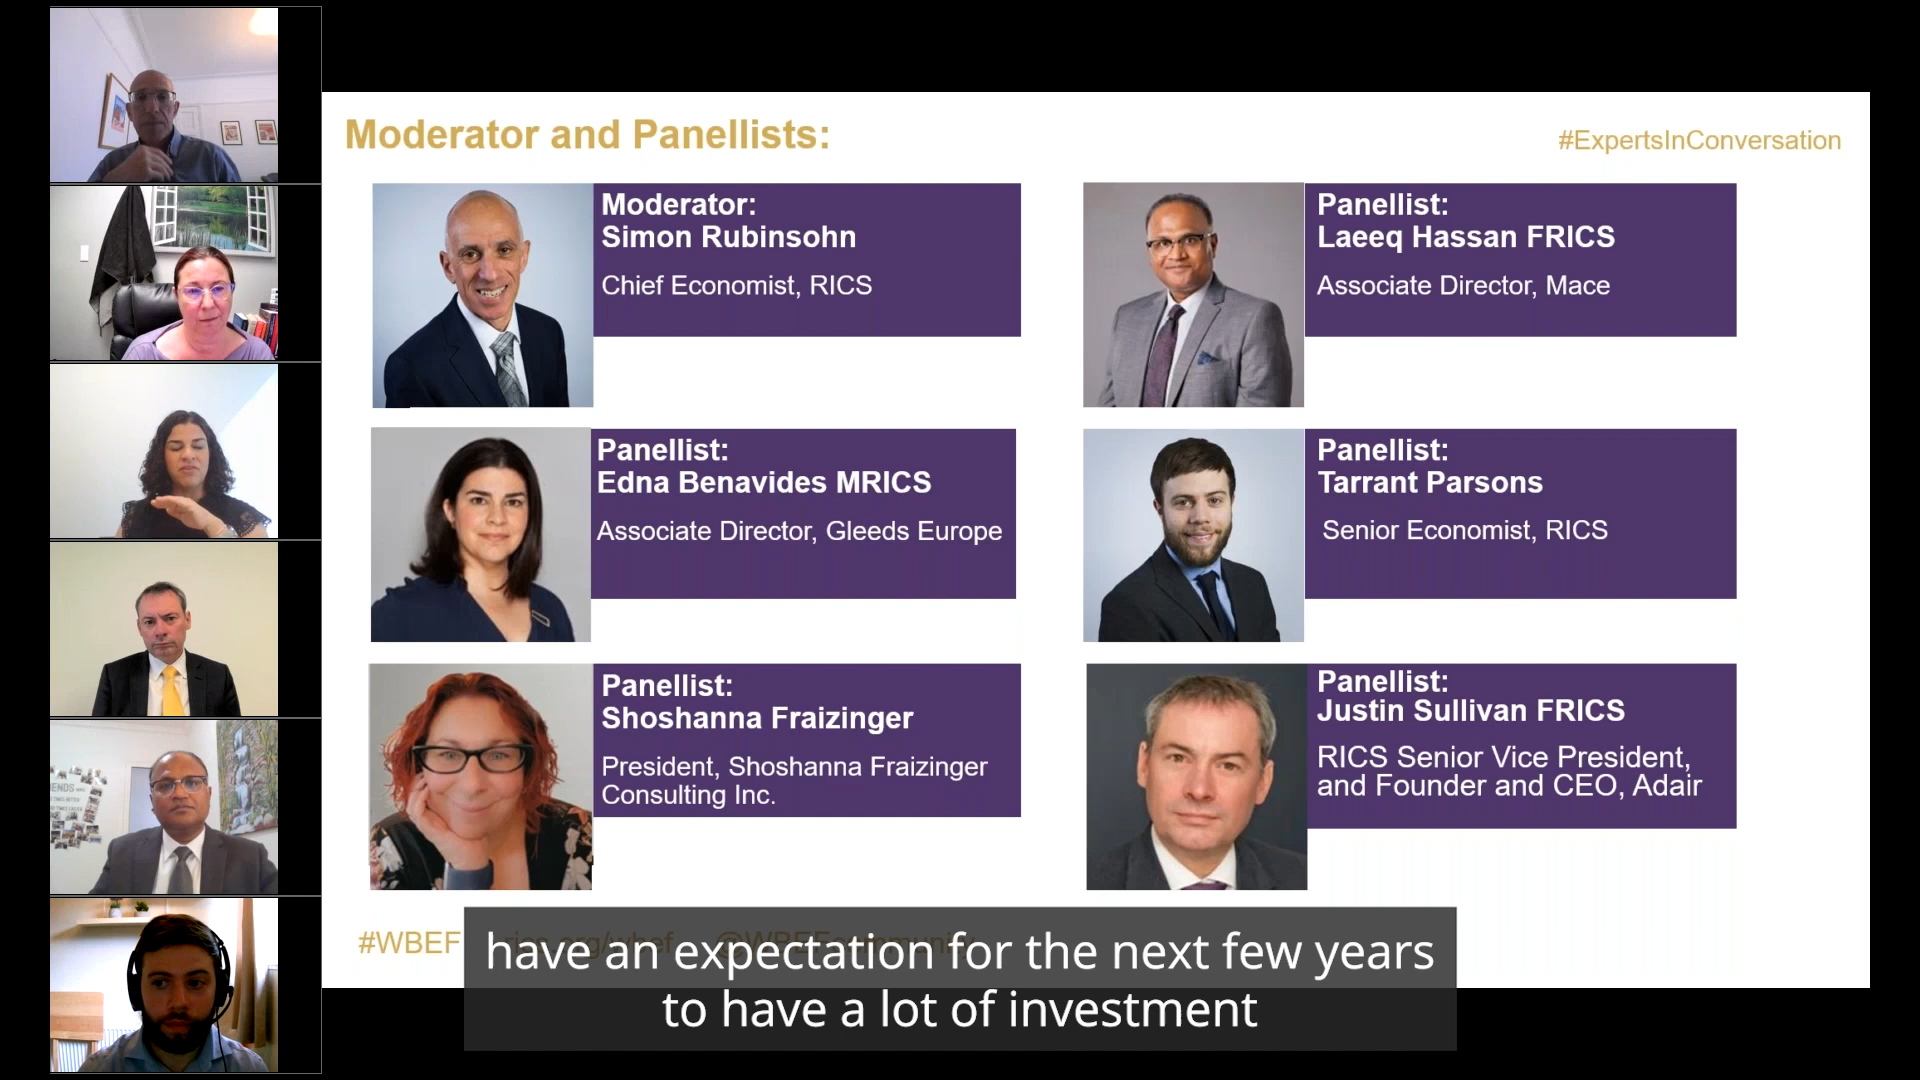 Moderator and Panellists:
#ExpertsInConversation
Moderator:
Simon Rubinsohn
Chief Economist, RICS
Panellist:
Laeeq Hassan FRICS
Associate Director, Mace
Panellist:
Edna Benavides MRICS
Associate Director, Gleeds Europe
Panellist:
Tarrant Parsons
Senior Economist, RICS
Panellist:
Shoshanna Fraizinger
President, Shoshanna Fraizinger
Consulting Inc.
Panellist:
Justin Sullivan FRICS
RICS Senior Vice President,
and Founder and CEO, Adair
#WBEF
have an expectation for the next few years
to have a lot of investment